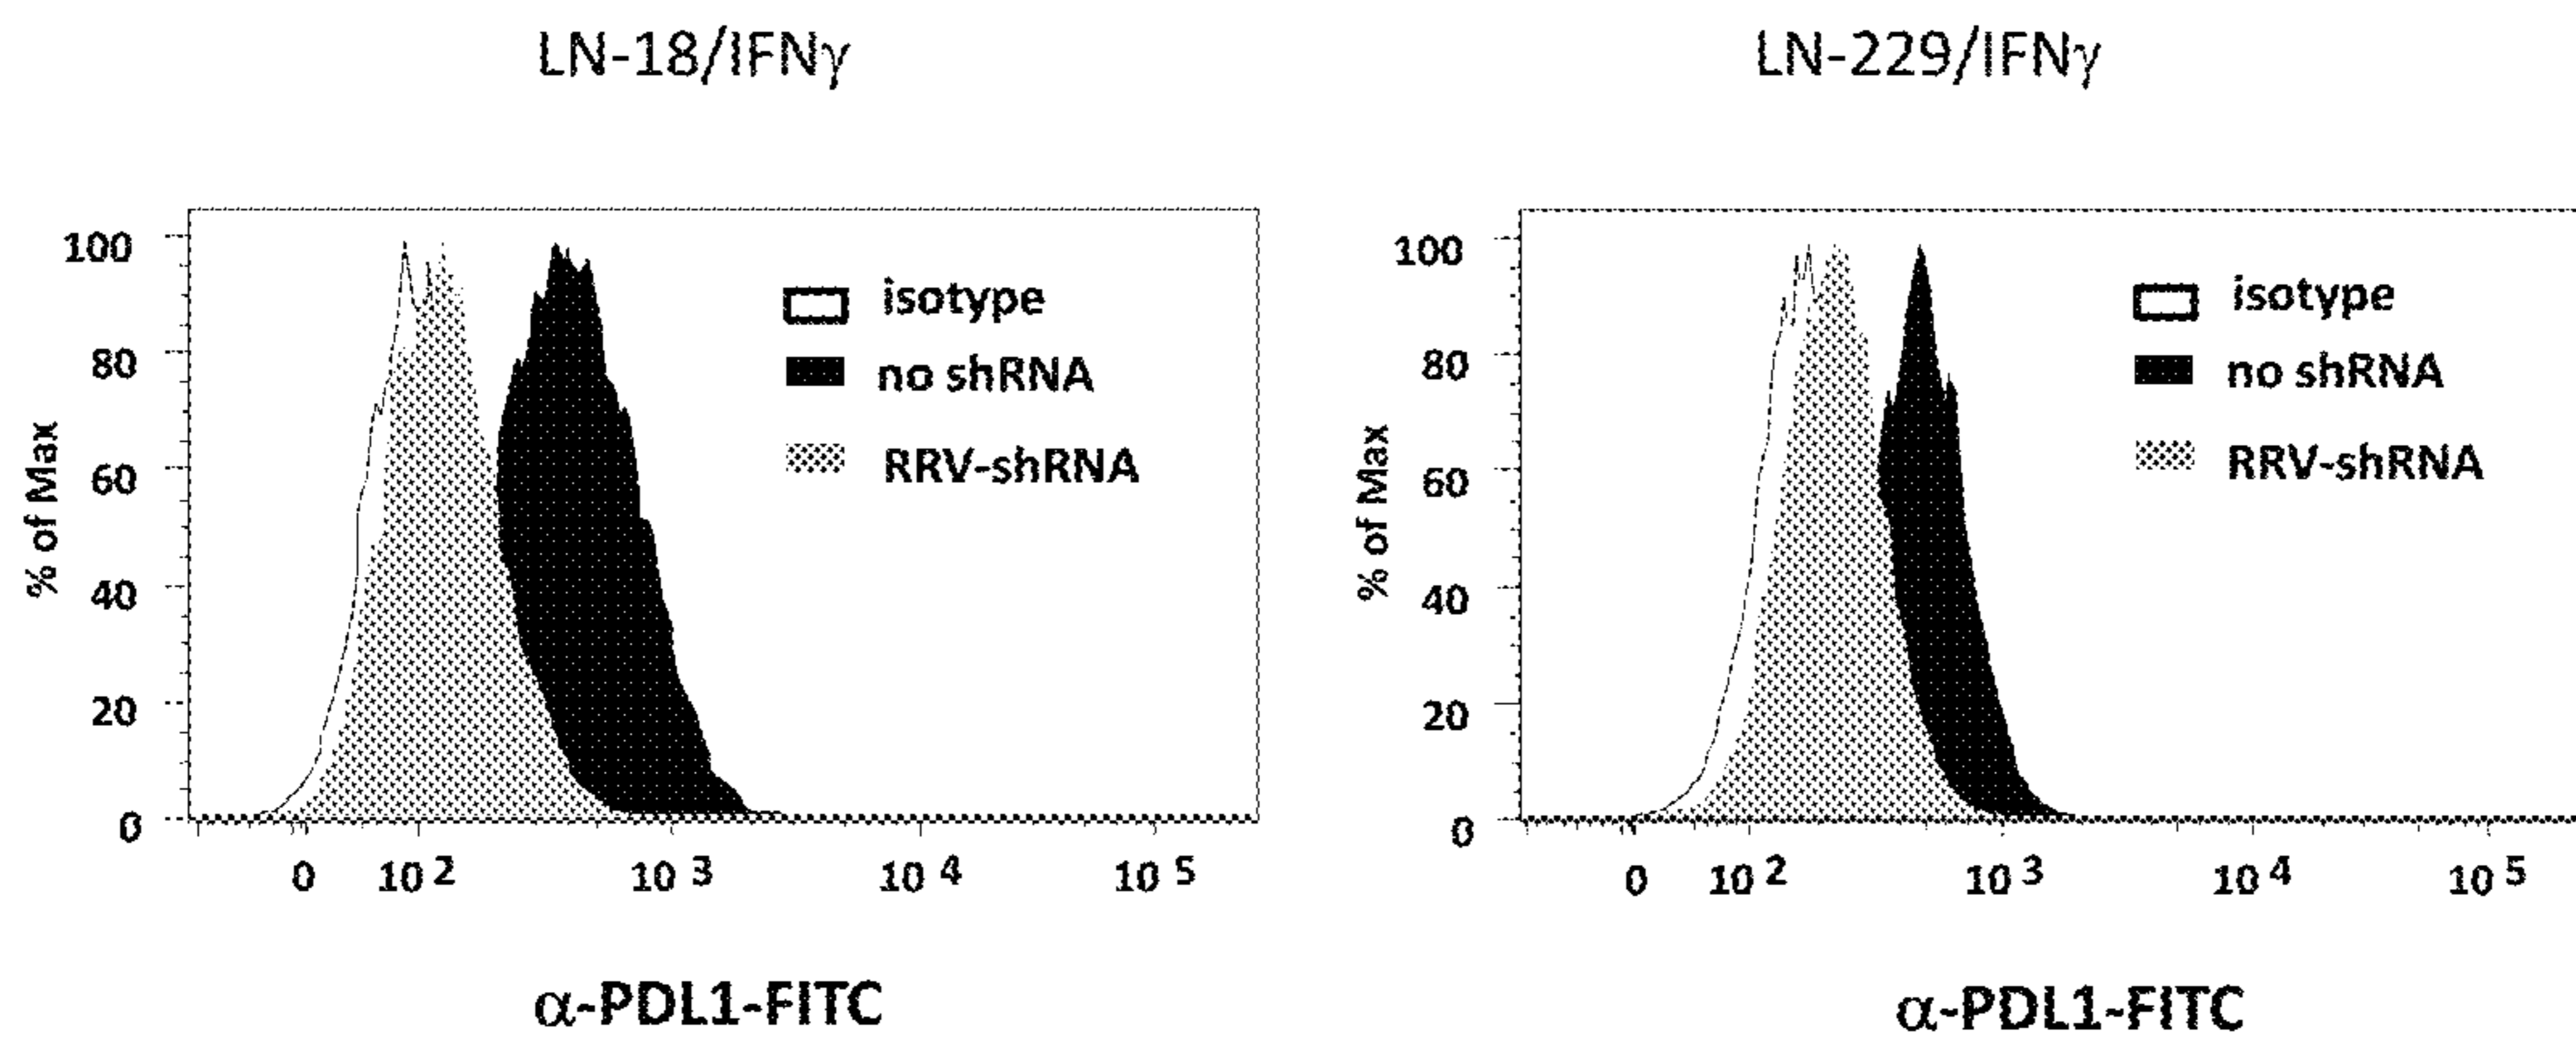 LN-18/IFNγ
100
80
60
40
20
0
% of Max
isotype
no shRNA
RRV-shRNA
0 10 2 10 3 10 4 10 5
α-PDL1-FITC
LN-229/IFNγ
100
80
60
40
20
0
% of Max
isotype
no shRNA
RRV-shRNA
0 10 2 10 3 10 4 10 5
α-PDL1-FITC